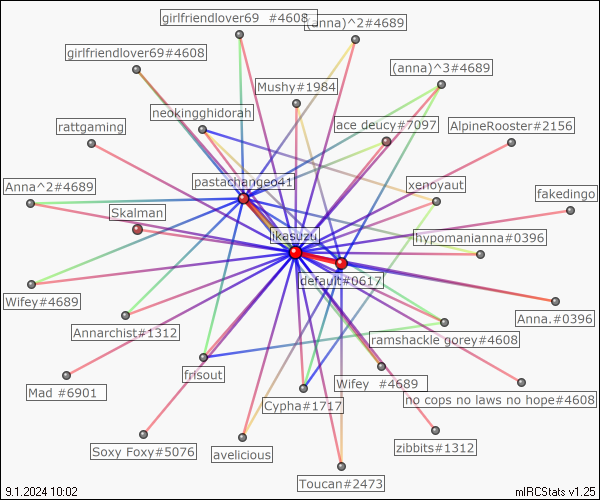 girlfriendlover69 #4608
(anna)^2#4689
girlfriendlover69#4608
(anna)^3#4689
Mushy#1984
neokingghidorah
rattgaming
ace deucy#7097
AlpineRooster#2156
pastachangeo41
Anna^2#4689
xenoyaut
fakedingo
Skalman
ikasuzu
hypomanianna#0396
default#0617
Wifey#4689
Anna.#0396
Annarchist#1312
ramshackle gorey#4608
frisout
Wifey #4689
Mad #6901
no cops no laws no hope#4608
Cypha#1717
Soxy Foxy#5076
avelicious
zibbits#1312
Toucan#2473
9.1.2024 10:02
mIRCStats v1.25